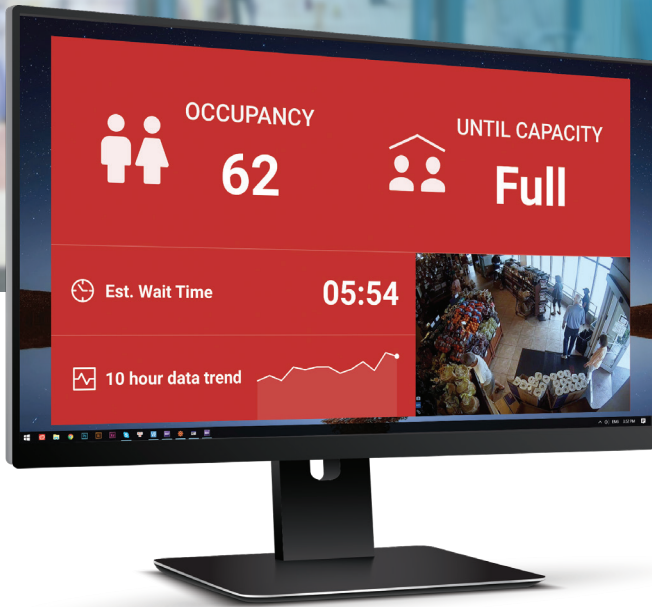 OCCUPANCY
62
UNTIL CAPACITY
Full
Est. Wait Time
05:54
10 hour data trend